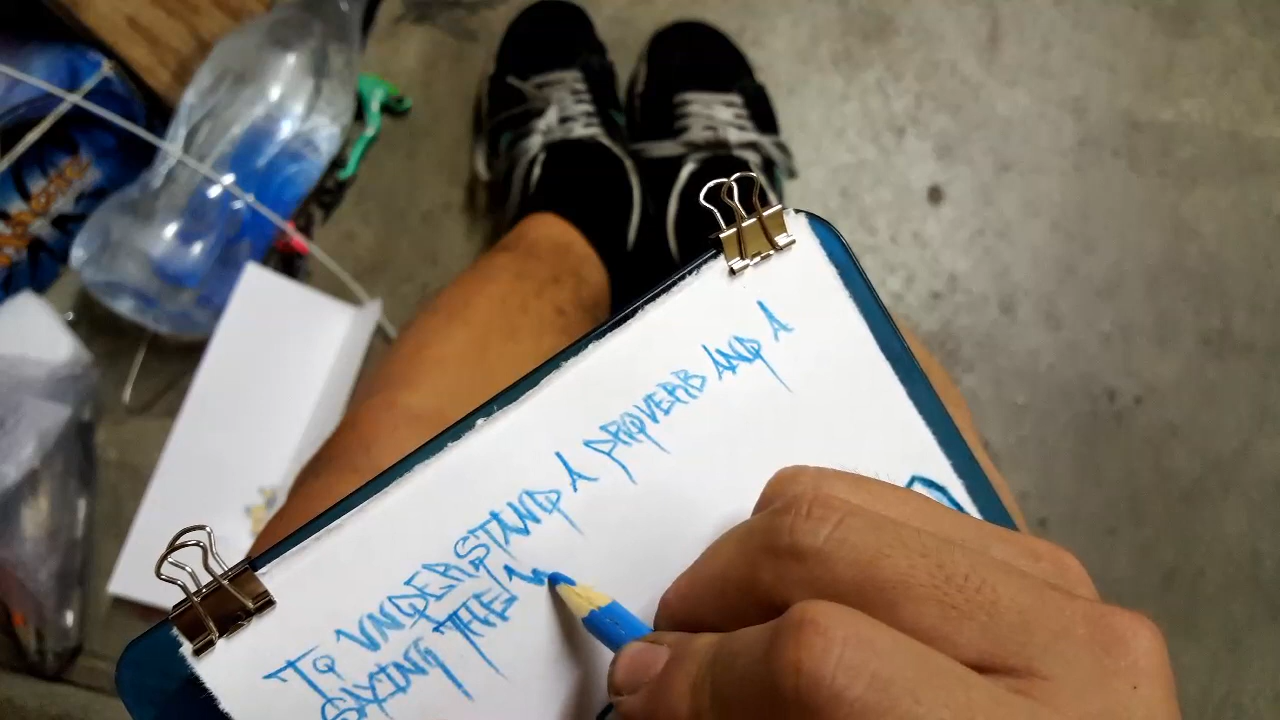 TO UNDERSTAND A PROVERB AND A
SAYING THE